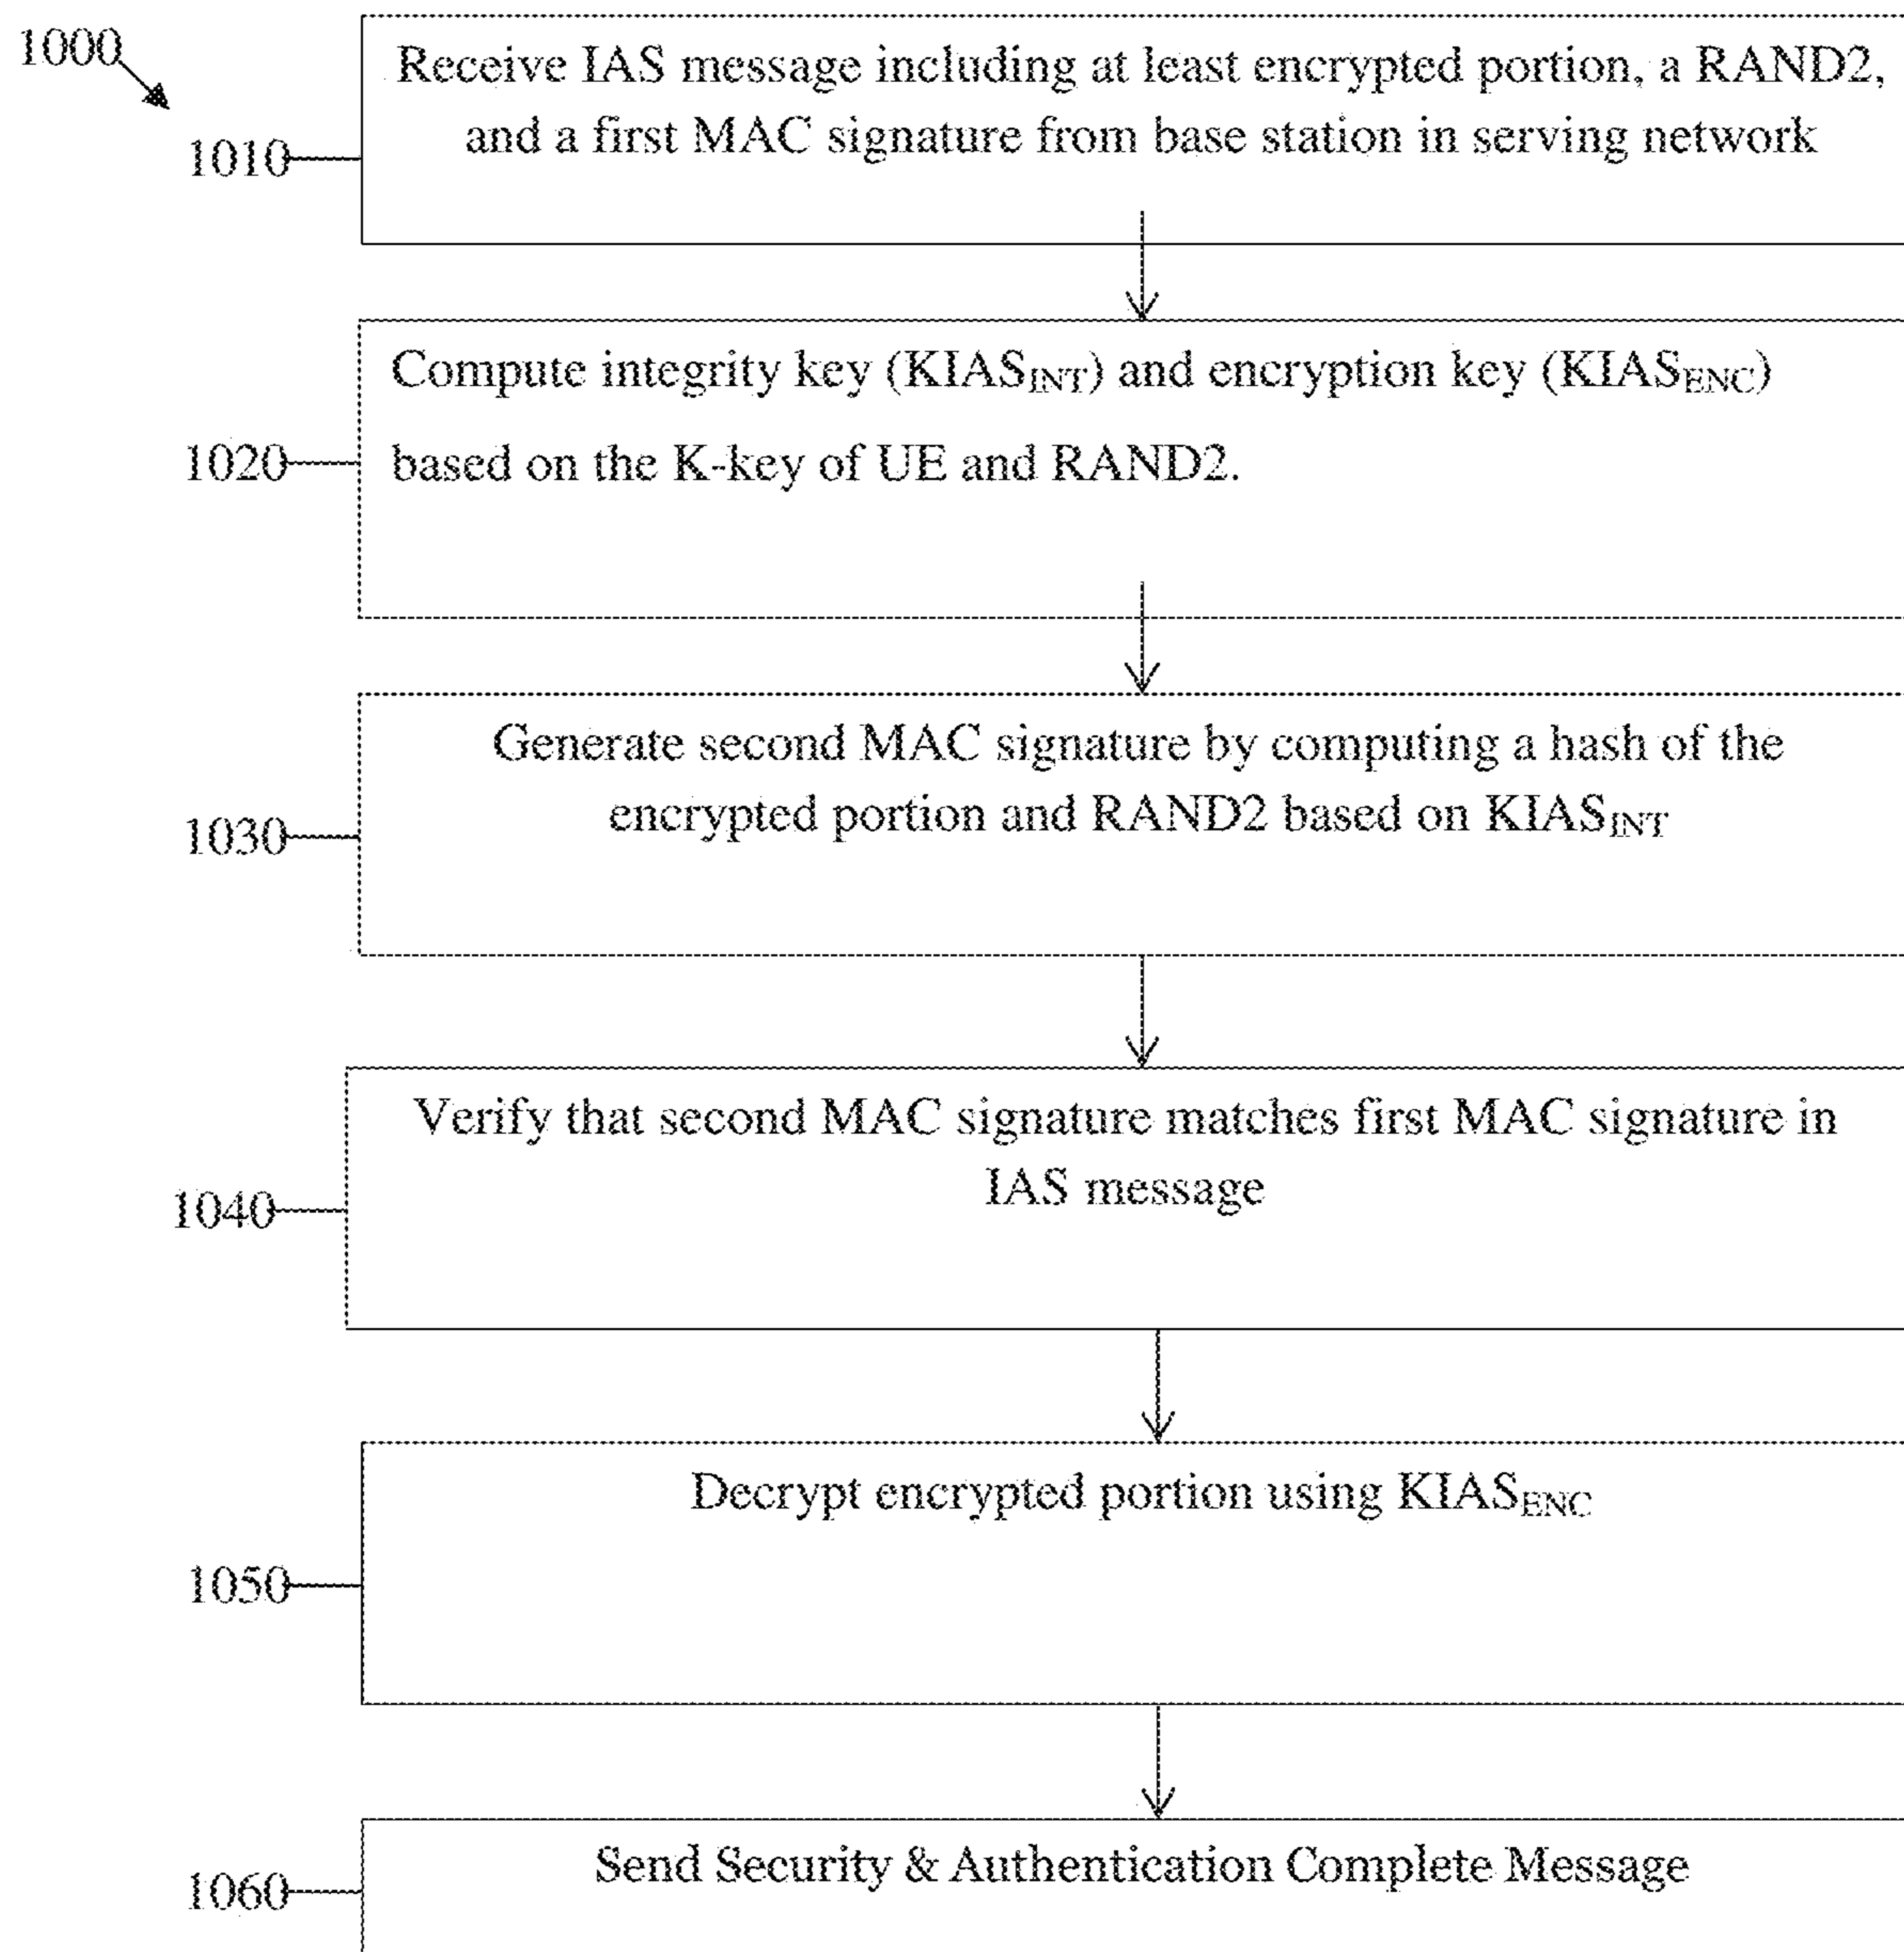 1000
Receive IAS message including at least encrypted portion, a RAND2,
and a first MAC signature from base station in serving network
1010
Compute integrity key (KIAS_INT) and encryption key (KIAS_ENC)
based on the K-key of UE and RAND2.
1020
Generate second MAC signature by computing a hash of the
encrypted portion and RAND2 based on KIAS_INT
1030
Verify that second MAC signature matches first MAC signature in
IAS message
1040
Decrypt encrypted portion using KIAS_ENC
1050
Send Security & Authentication Complete Message
1060